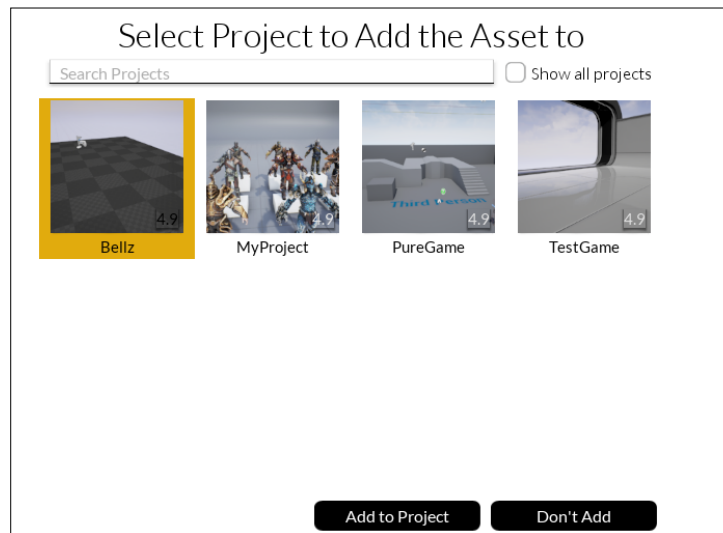 Select Project to Add the Asset to
Search Projects
Show all projects
4.9 4.9 Third Person 4.9 4.9
Bellz MyProject PureGame TestGame
Add to Project Don't Add